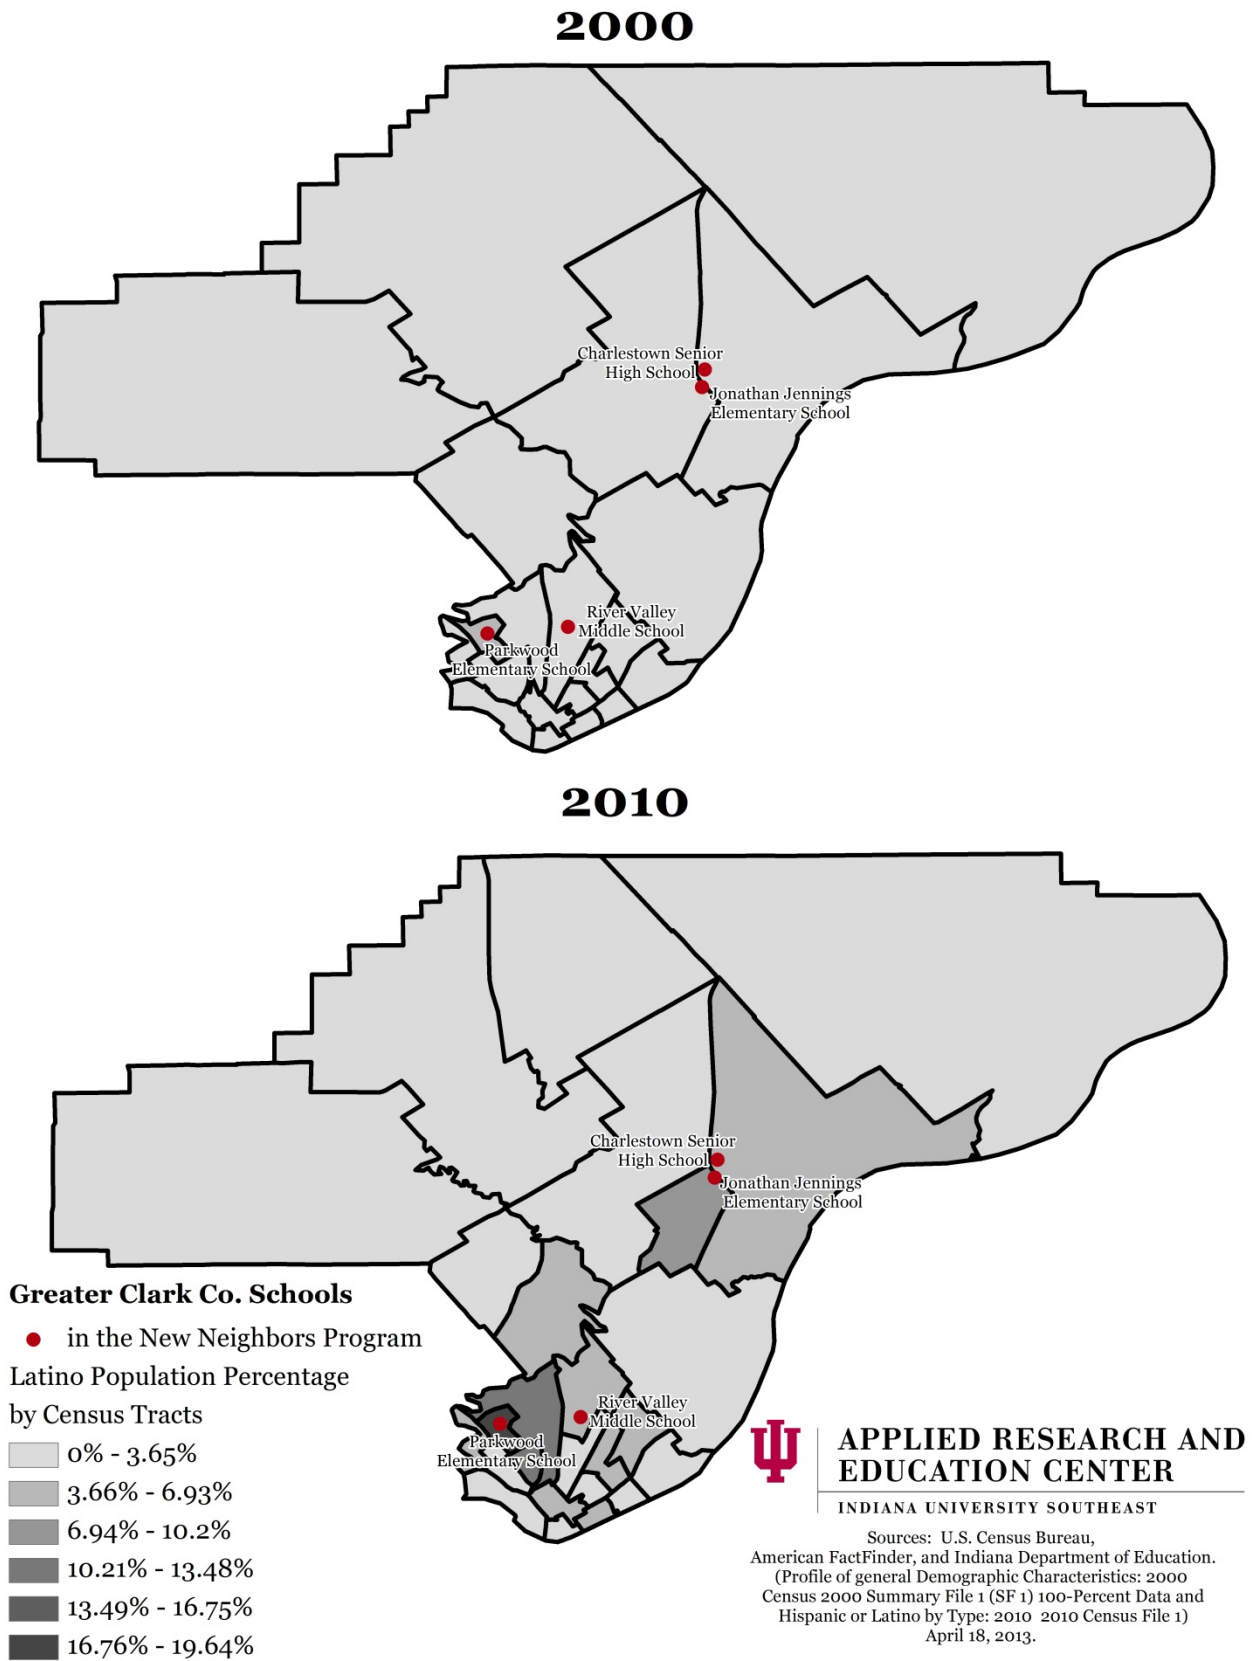 2000
Charlestown Senior
High School
Jonathan Jennings
Elementary School
River Valley
Middle School
Parkwood
Elementary School
2010
Charlestown Senior
High School
Jonathan Jennings
Elementary School
River Valley
Middle School
Parkwood
Elementary School
Greater Clark Co. Schools
in the New Neighbors Program
Latino Population Percentage
by Census Tracts
0% - 3.65%
3.66% - 6.93%
6.94% - 10.2%
10.21% - 13.48%
13.49% - 16.75%
16.76% - 19.64%
APPLIED RESEARCH AND
EDUCATION CENTER
INDIANA UNIVERSITY SOUTHEAST
Sources: U.S. Census Bureau,
American FactFinder, and Indiana Department of Education.
(Profile of general Demographic Characteristics: 2000
Census 2000 Summary File 1 (SF 1) 100-Percent Data and
Hispanic or Latino by Type: 2010 2010 Census File 1)
April 18, 2013.